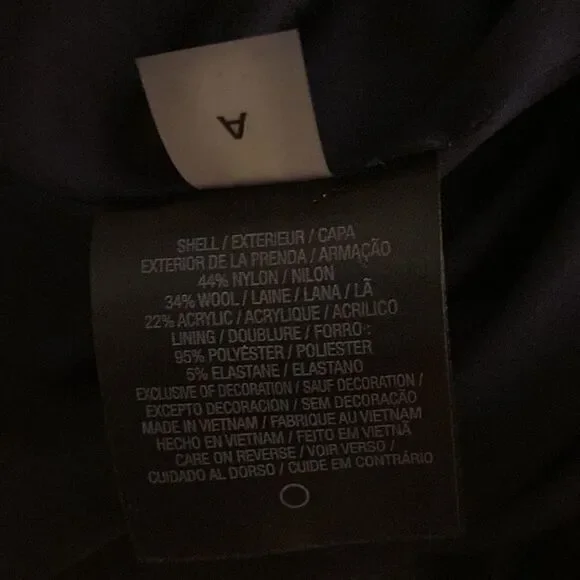 A
SHELL / EXTERIEUR / CAPA
EXTERIOR DE LA PRENDA / ARMAÇÃO
44% NYLON / NILON
34% WOOL / LAINE / LANA / LÃ
22% ACRYLIC / ACRYLIQUE / ACRILICO
LINING / DOUBLURE / FORRO :
95% POLYESTER / POLIESTER
5% ELASTANE / ELASTANO
EXCLUSIVE OF DECORATION / SAUF DECORATION /
EXCEPTO DECORACIÓN / SEM DECORAÇÃO
MADE IN VIETNAM / FABRIQUE AU VIETNAM
HECHO EN VIETNAM / FEITO EM VIETNÃ
CARE ON REVERSE / VOIR VERSO /
CUIDADO AL DORSO / CUIDE EM CONTRÁRIO